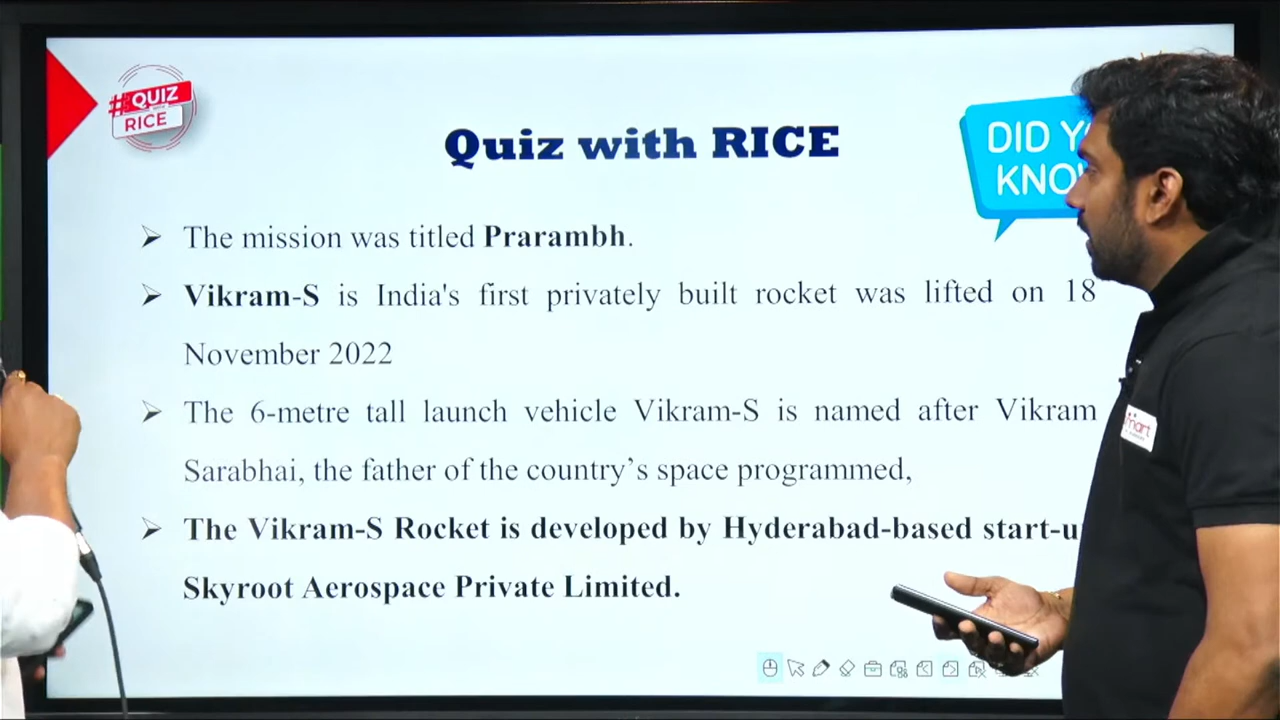 #QUIZ
RICE
Quiz with RICE
DID
KNO
➢ The mission was titled Prarambh.
➢ Vikram-S is India's first privately built rocket was lifted on 18
November 2022
➢ The 6-metre tall launch vehicle Vikram-S is named after Vikram
Sarabhai, the father of the country’s space programmed,
➢ The Vikram-S Rocket is developed by Hyderabad-based start-u
Skyroot Aerospace Private Limited.